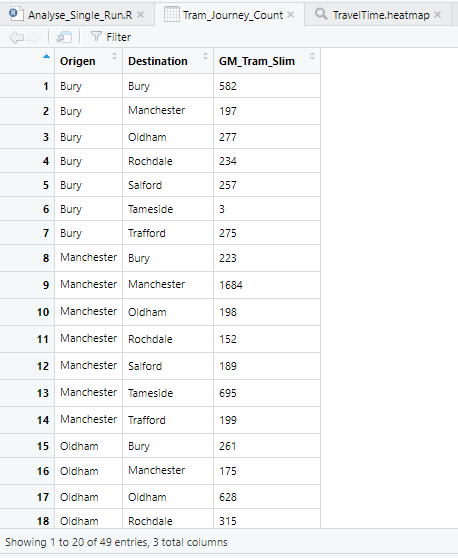 Analyse_Single_Run.R Tram_Journey_Count TravelTime.heatmap
Filter
Origen Destination GM_Tram_Slim
1 Bury Bury 582
2 Bury Manchester 197
3 Bury Oldham 277
4 Bury Rochdale 234
5 Bury Salford 257
6 Bury Tameside 3
7 Bury Trafford 275
8 Manchester Bury 223
9 Manchester Manchester 1684
10 Manchester Oldham 198
11 Manchester Rochdale 152
12 Manchester Salford 189
13 Manchester Tameside 695
14 Manchester Trafford 199
15 Oldham Bury 261
16 Oldham Manchester 175
17 Oldham Oldham 628
18 Oldham Rochdale 315
Showing 1 to 20 of 49 entries, 3 total columns